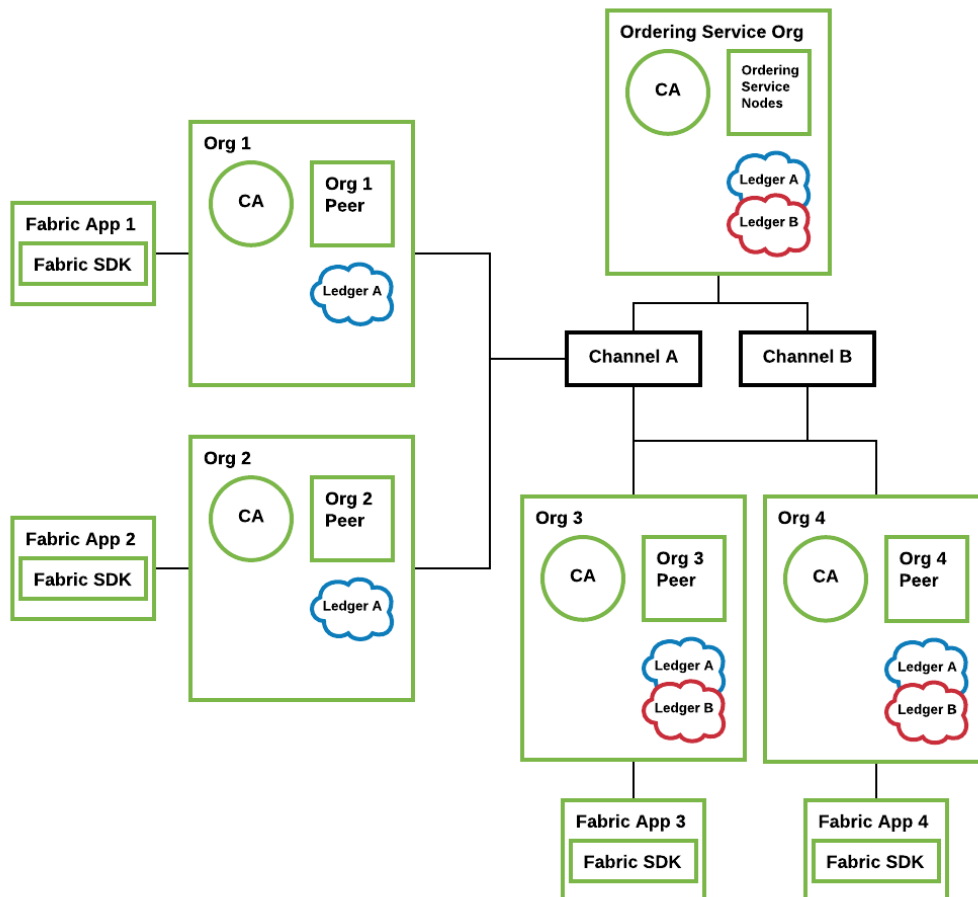 Ordering Service Org
CA
Ordering
Service
Nodes
Ledger A
Ledger B
Org 1
CA
Org 1
Peer
Ledger A
Fabric App 1
Fabric SDK
Channel A
Channel B
Org 2
CA
Org 2
Peer
Ledger A
Fabric App 2
Fabric SDK
Org 3
CA
Org 3
Peer
Ledger A
Ledger B
Org 4
CA
Org 4
Peer
Ledger A
Ledger B
Fabric App 3
Fabric SDK
Fabric App 4
Fabric SDK